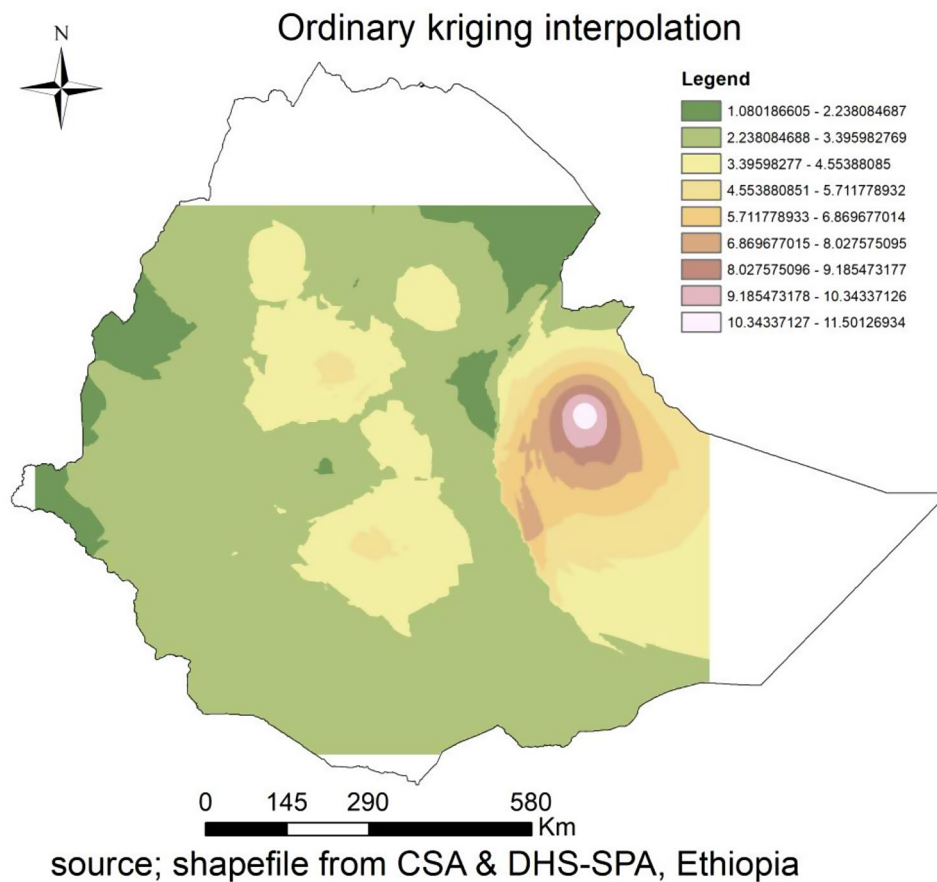 Ordinary kriging interpolation
N
Legend
1.080186605 - 2.238084687
2.238084688 - 3.395982769
3.39598277 - 4.55388085
4.553880851 - 5.711778932
5.711778933 - 6.869677014
6.869677015 - 8.027575095
8.027575096 - 9.185473177
9.185473178 - 10.34337126
10.34337127 - 11.50126934
0 145 290 580
Km
source; shapefile from CSA & DHS-SPA, Ethiopia